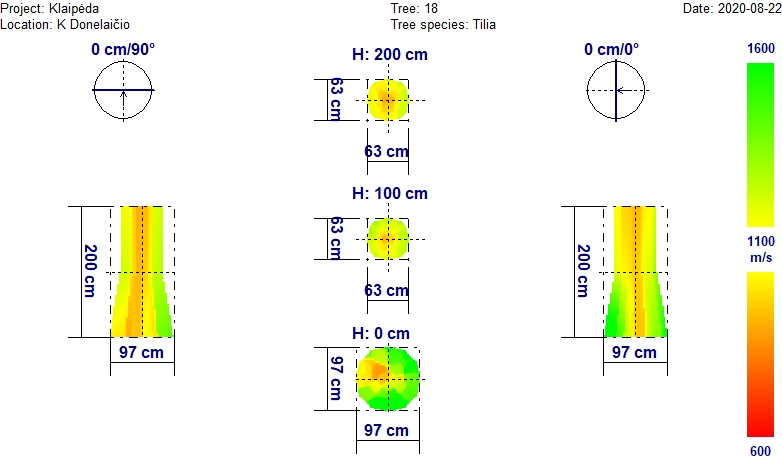 Project: Klaipėda Tree: 18 Date: 2020-08-22
Location: K Donelaičio Tree species: Tilia
0 cm/90° H: 200 cm 0 cm/0° 1600
63 cm
63 cm
H: 100 cm
63 cm
63 cm
200 cm 200 cm
1100
m/s
H: 0 cm
97 cm 97 cm
97 cm
97 cm
600